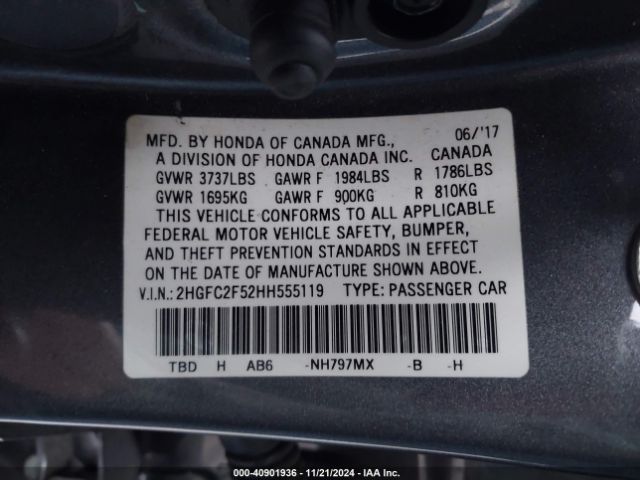 MFD. BY HONDA OF CANADA MFG., 06/'17
A DIVISION OF HONDA CANADA INC. CANADA
GVWR 3737LBS GAWR F 1984LBS R 1786LBS
GVWR 1695KG GAWR F 900KG R 810KG
THIS VEHICLE CONFORMS TO ALL APPLICABLE
FEDERAL MOTOR VEHICLE SAFETY, BUMPER,
AND THEFT PREVENTION STANDARDS IN EFFECT
ON THE DATE OF MANUFACTURE SHOWN ABOVE.
V.I.N.: 2HGFC2F52HH555119 TYPE: PASSENGER CAR
TBD H AB6 -NH797MX -B -H
000-40901936 - 11/21/2024 - IAA Inc.